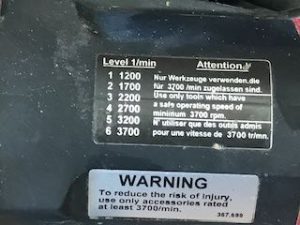 Level 1/min Attention
1 1200 Nur Werkzeuge verwenden, die
2 1700 für 3700 /min zugelassen sind.
3 2200 Use only tools which have
4 2700 a safe operating speed of
5 3200 minimum 3700 rpm.
6 3700 N'utiliser que des outils admis
pour une vitesse de 3700 tr/mn.
WARNING
To reduce the risk of injury,
use only accessories rated
at least 3700/min.
367.699